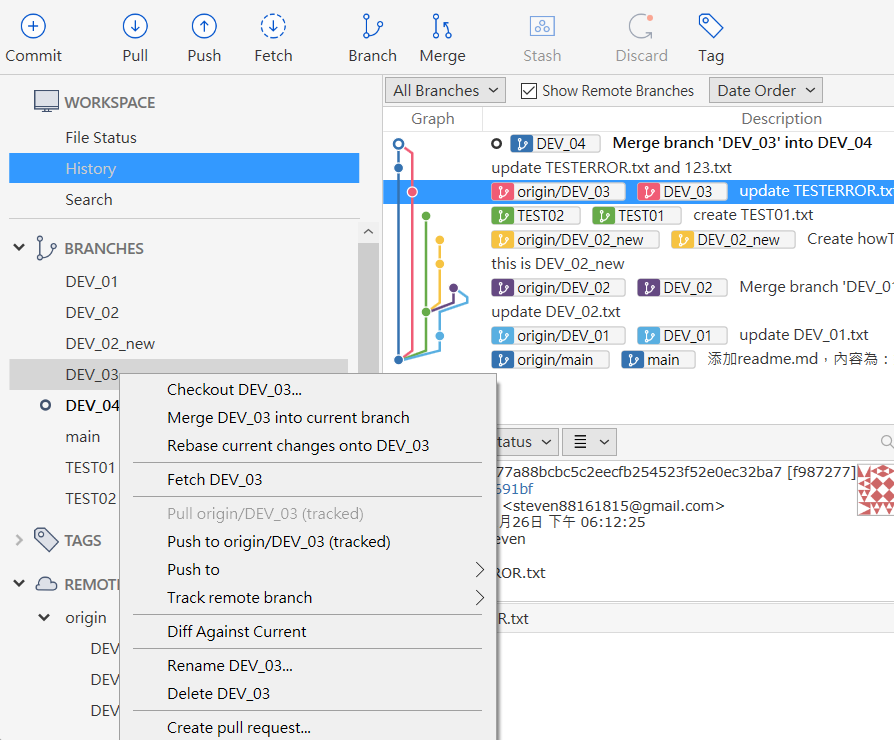 Commit Pull Push Fetch Branch Merge Stash Discard Tag
WORKSPACE
File Status
History
Search
BRANCHES
DEV_01
DEV_02
DEV_02_new
DEV_03
DEV_04
main
TEST01
TEST02
TAGS
REMOT
origin
DEV
DEV
DEV
All Branches Show Remote Branches Date Order
Graph Description
DEV_04 Merge branch 'DEV_03' into DEV_04
update TESTERROR.txt and 123.txt
origin/DEV_03 DEV_03 update TESTERROR.tx
TEST02 TEST01 create TEST01.txt
origin/DEV_02_new DEV_02_new Create howT
this is DEV_02_new
origin/DEV_02 DEV_02 Merge branch 'DEV_01
update DEV_02.txt
origin/DEV_01 DEV_01 update DEV_01.txt
origin/main main 添加readme.md，內容為：
Checkout DEV_03...
Merge DEV_03 into current branch
Rebase current changes onto DEV_03
Fetch DEV_03
Pull origin/DEV_03 (tracked)
Push to origin/DEV_03 (tracked)
Push to
Track remote branch
Diff Against Current
Rename DEV_03...
Delete DEV_03
Create pull request...
tatus
77a88bcbc5c2eecfb254523f52e0ec32ba7 [f987277]
591bf
<steven88161815@gmail.com>
月26日 下午 06:12:25
even
ROR.txt
R.txt